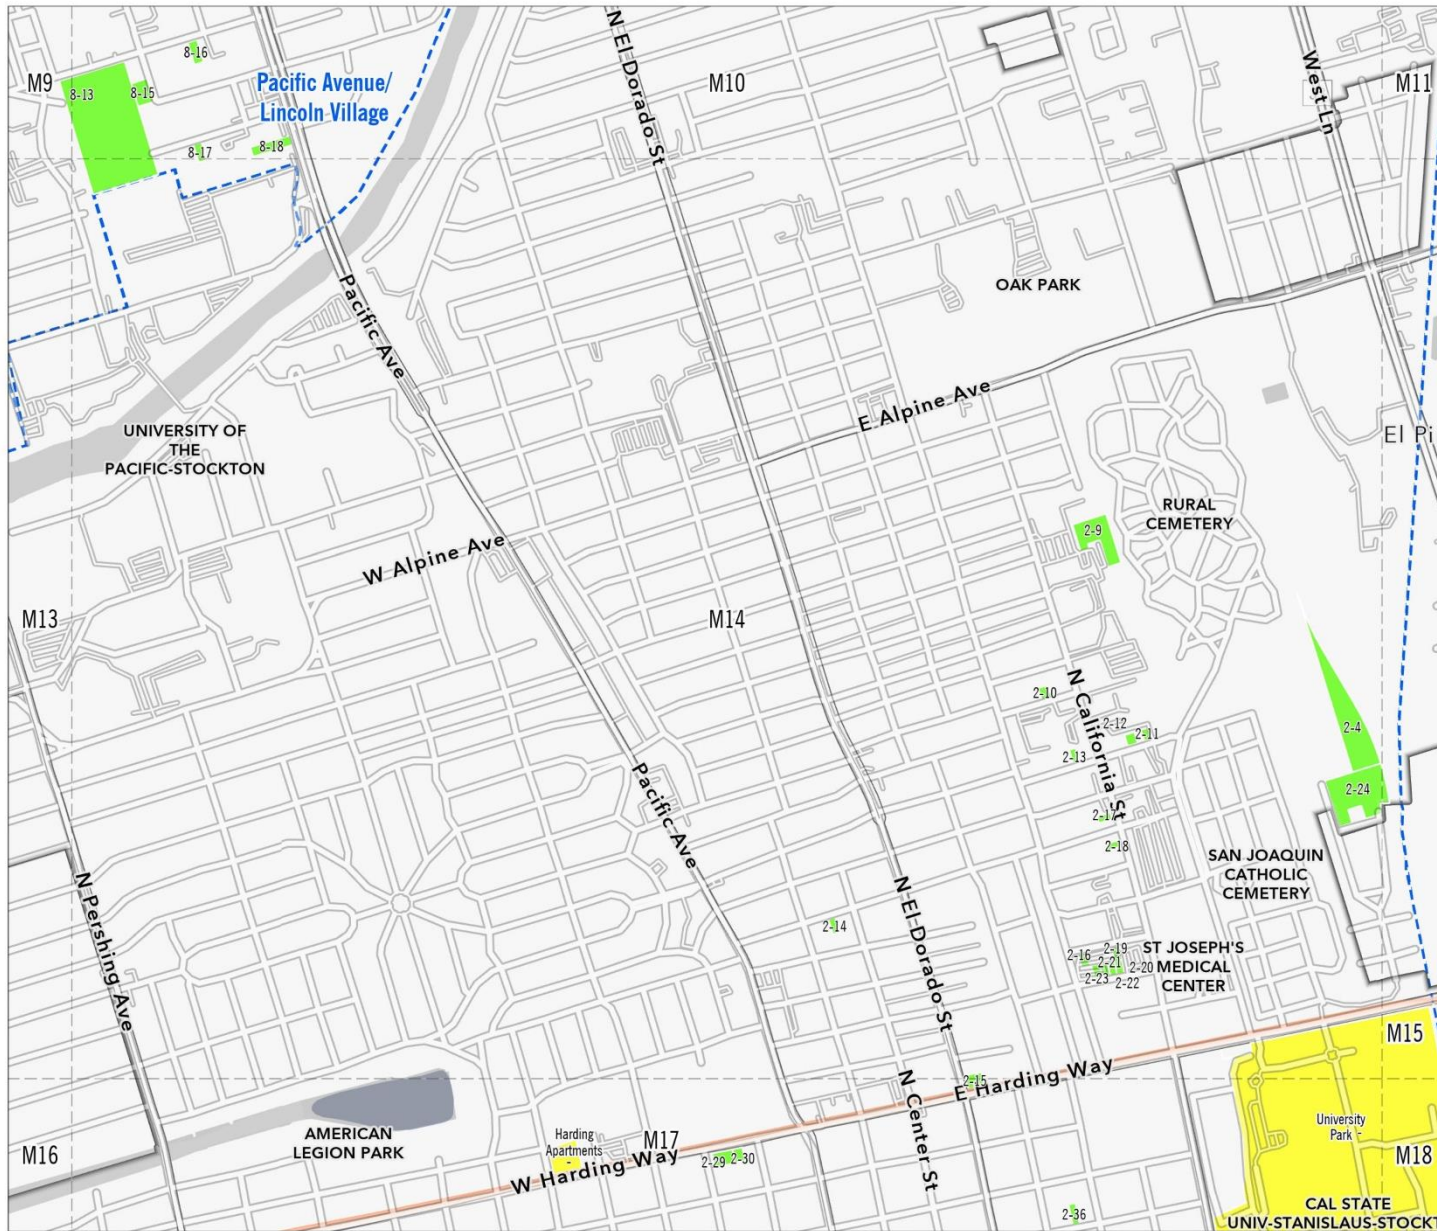 M9
8-13
8-15
8-16
8-17
8-18
Pacific Avenue/
Lincoln Village
N El Dorado St
M10
West Ln
M11
OAK PARK
Pacific Ave
E Alpine Ave
El Pi
UNIVERSITY OF
THE
PACIFIC-STOCKTON
RURAL
CEMETERY
2-9
W Alpine Ave
M13
M14
2-10
N California St
2-12
2-11
2-13
2-4
2-24
Pacific Ave
2-17
2-18
SAN JOAQUIN
CATHOLIC
CEMETERY
N Pershing Ave
N El Dorado St
2-14
2-16
2-19
2-21
2-20
2-23
2-22
ST JOSEPH'S
MEDICAL
CENTER
M15
2-15
E Harding Way
N Center St
AMERICAN
LEGION PARK
M16
Harding
Apartments
M17
2-29
2-30
W Harding Way
University
Park
M18
2-36
CAL STATE
UNIV-STANISLAUS-STOCKT